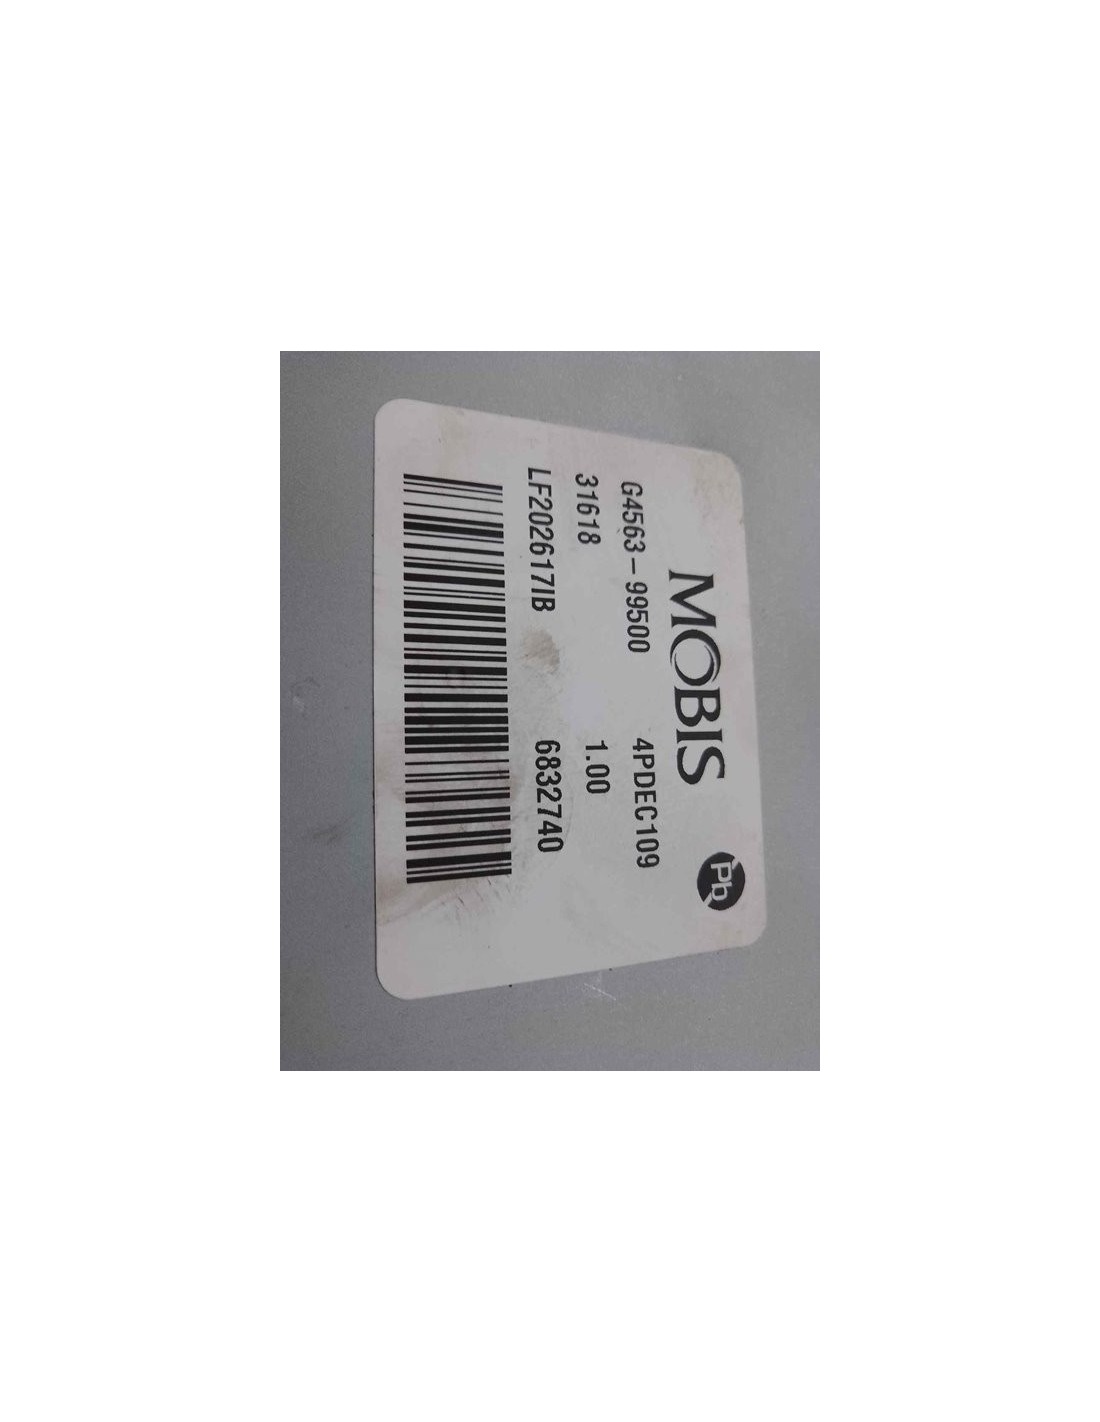 MOBIS Pb
G4563-99500 4PDEC109
31618 1.00
LF202617IB 6832740